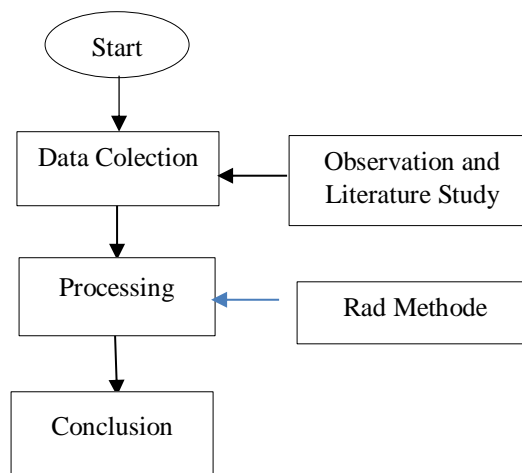 Start
Data Colection
Observation and
Literature Study
Processing
Rad Methode
Conclusion